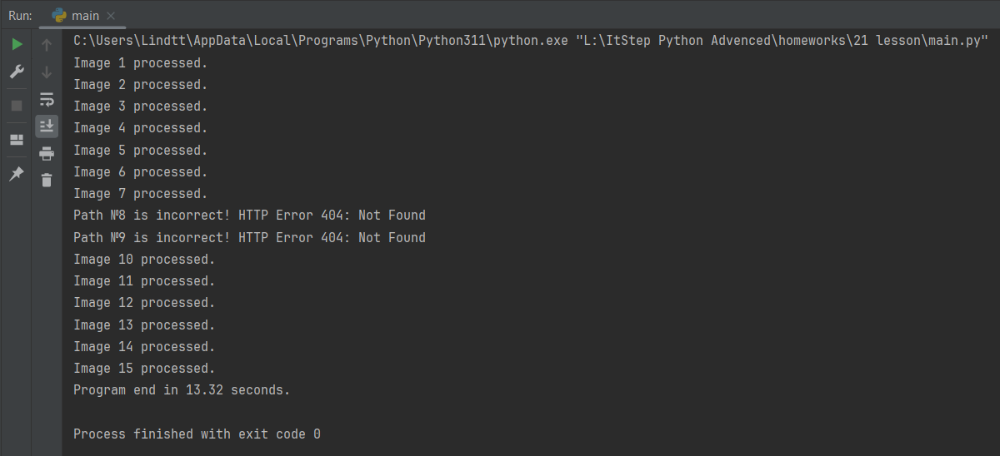 Run:
main
C:\Users\Lindtt\AppData\Local\Programs\Python\Python311\python.exe "L:\ItStep Python Advenced\homeworks\21 lesson\main.py"
Image 1 processed.
Image 2 processed.
Image 3 processed.
Image 4 processed.
Image 5 processed.
Image 6 processed.
Image 7 processed.
Path №8 is incorrect! HTTP Error 404: Not Found
Path №9 is incorrect! HTTP Error 404: Not Found
Image 10 processed.
Image 11 processed.
Image 12 processed.
Image 13 processed.
Image 14 processed.
Image 15 processed.
Program end in 13.32 seconds.
Process finished with exit code 0